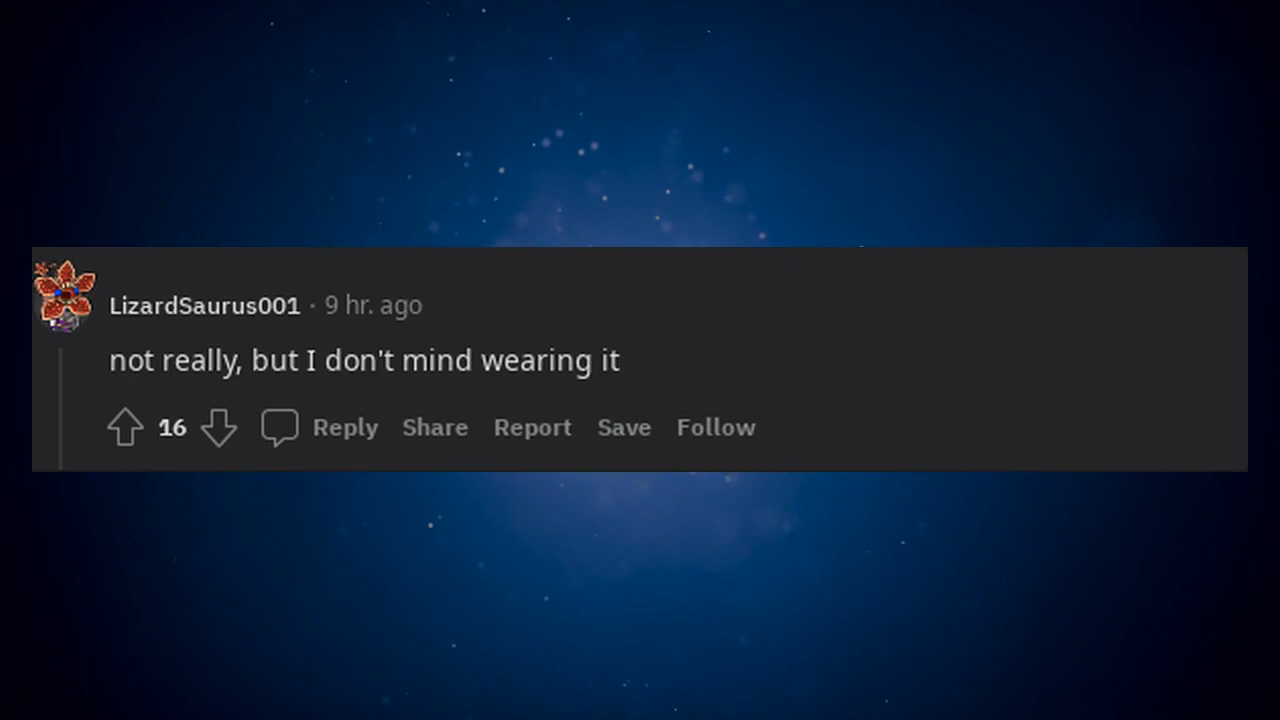 LizardSaurus001 · 9 hr. ago
not really, but I don't mind wearing it
16 Reply Share Report Save Follow